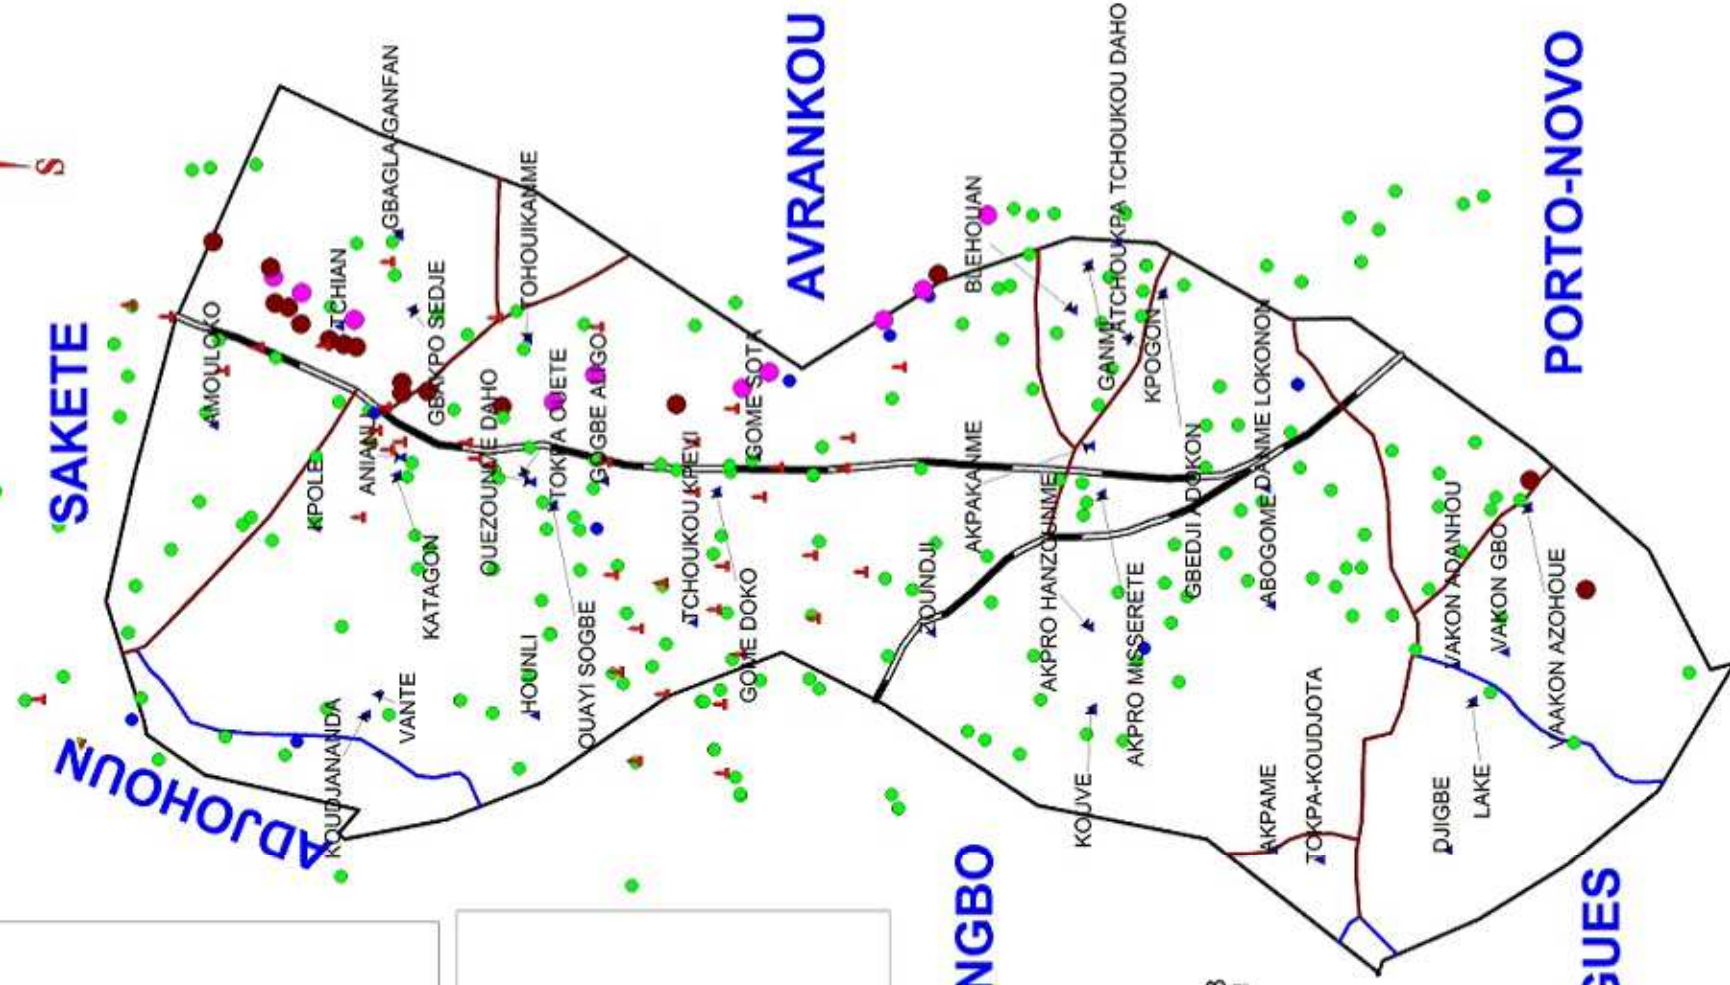 S
SAKETE
AVRANKOU
PORTO-NOVO
ADJOHOUN
NGBO
GUES
AMOULOKO
TCHIAN
GBAGLA GANFAN
GBAKPO SEDJE
TOHOUIKANME
KPOLE
ANIANLI
KATAGON
OUEZOUNME DAHO
TOKPA OUETE
GOGBE ALIGO
TCHOUKOU KPEVI
GOME SOTA
GOME DOKO
VANTE
KOUDJANANDA
HOUNLI
OUAYI SOGBE
BLEHOUAN
ATCHOUKPA TCHOUKOU DAHO
GANMI
KPOGON
DANME LOKONON
AKPAKANME
ZOUNDJI
AKPRO HANZOUNME
AKPRO MISSERETE
GBEDJI ADOKON
ABOGOME
KOUVE
AKPAME
TOKPA-KOUDJOTA
VAKON ADANHOU
VAKON GBO
VAAKON AZOHOUE
DJIGBE
LAKE